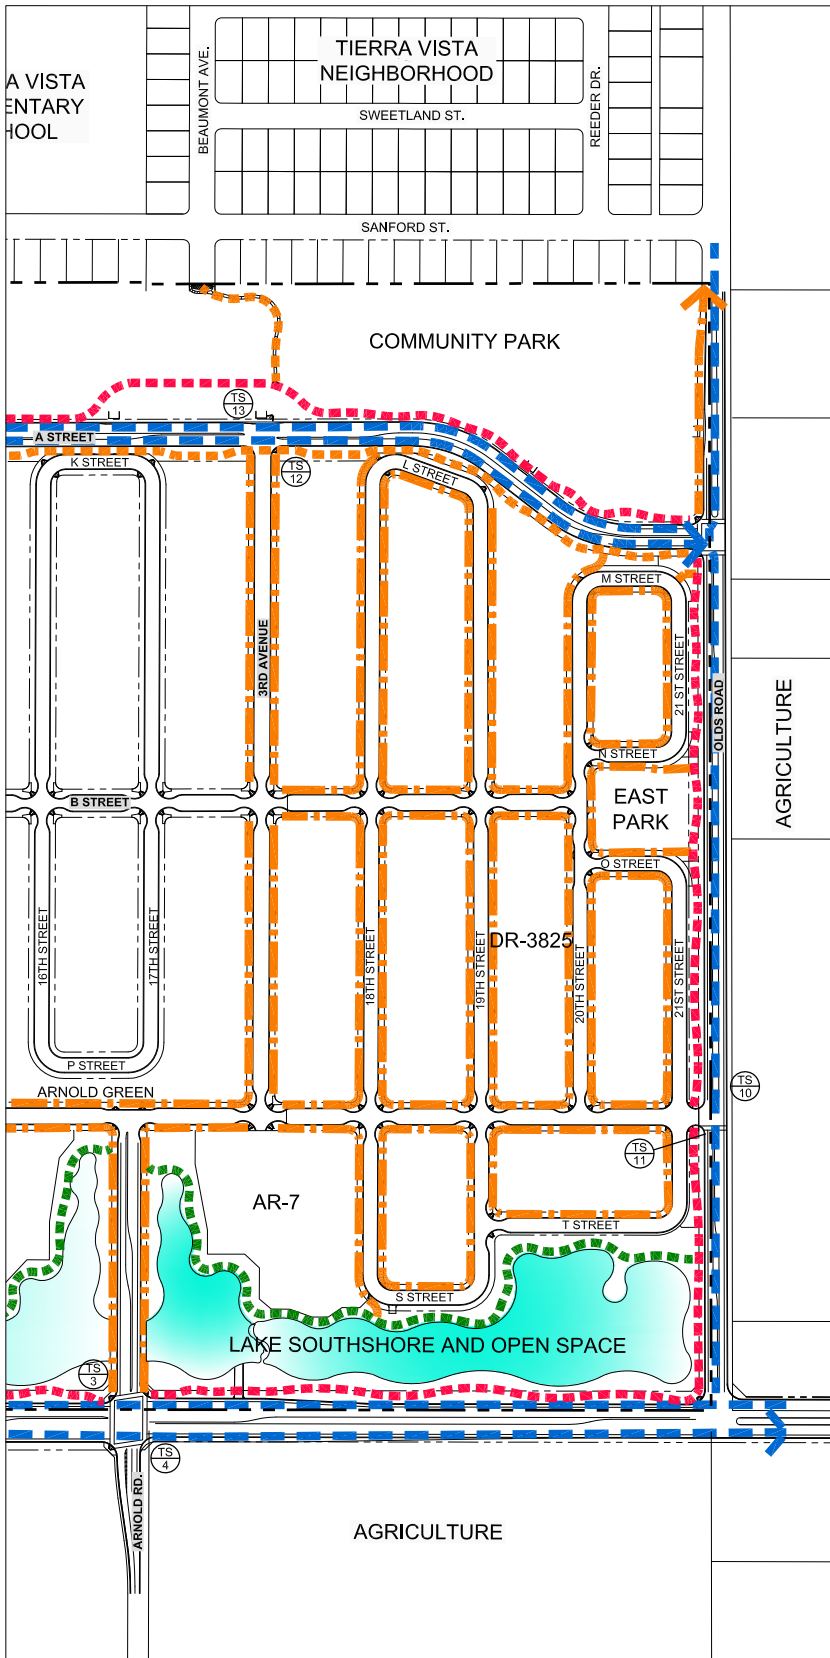 TIERRA VISTA
NEIGHBORHOOD
A VISTA
ENTARY
HOOL
BEAUMONT AVE.
REEDER DR.
SWEETLAND ST.
SANFORD ST.
COMMUNITY PARK
TS
13
A STREET
K STREET
TS
12
L STREET
M STREET
3RD AVENUE
21 ST STREET
OLDS ROAD
AGRICULTURE
N STREET
B STREET
EAST
PARK
O STREET
16TH STREET
17TH STREET
18TH STREET
19TH STREET
DR-3825
20TH STREET
21ST STREET
P STREET
TS
10
ARNOLD GREEN
TS
11
AR-7
T STREET
S STREET
LAKE SOUTHSHORE AND OPEN SPACE
TS
3
TS
4
ARNOLD RD.
AGRICULTURE